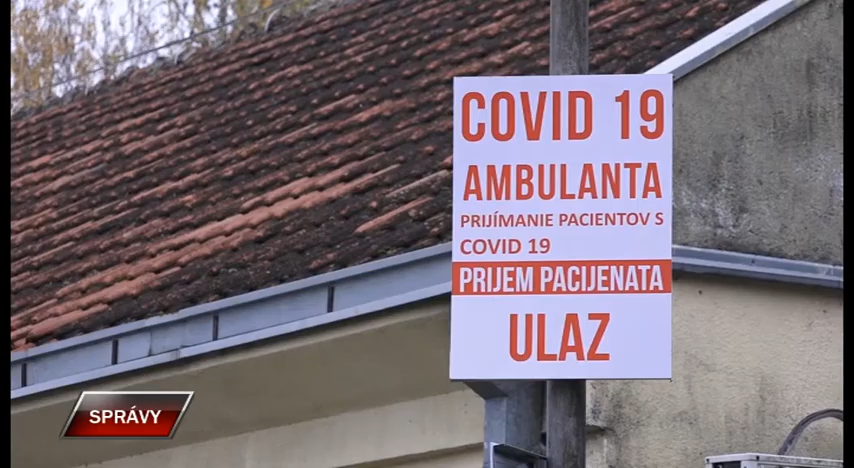 COVID 19
AMBULANTA
PRIJÍMANIE PACIENTOV S
COVID 19
PRIJEM PACIJENATA
ULAZ
SPRÁVY